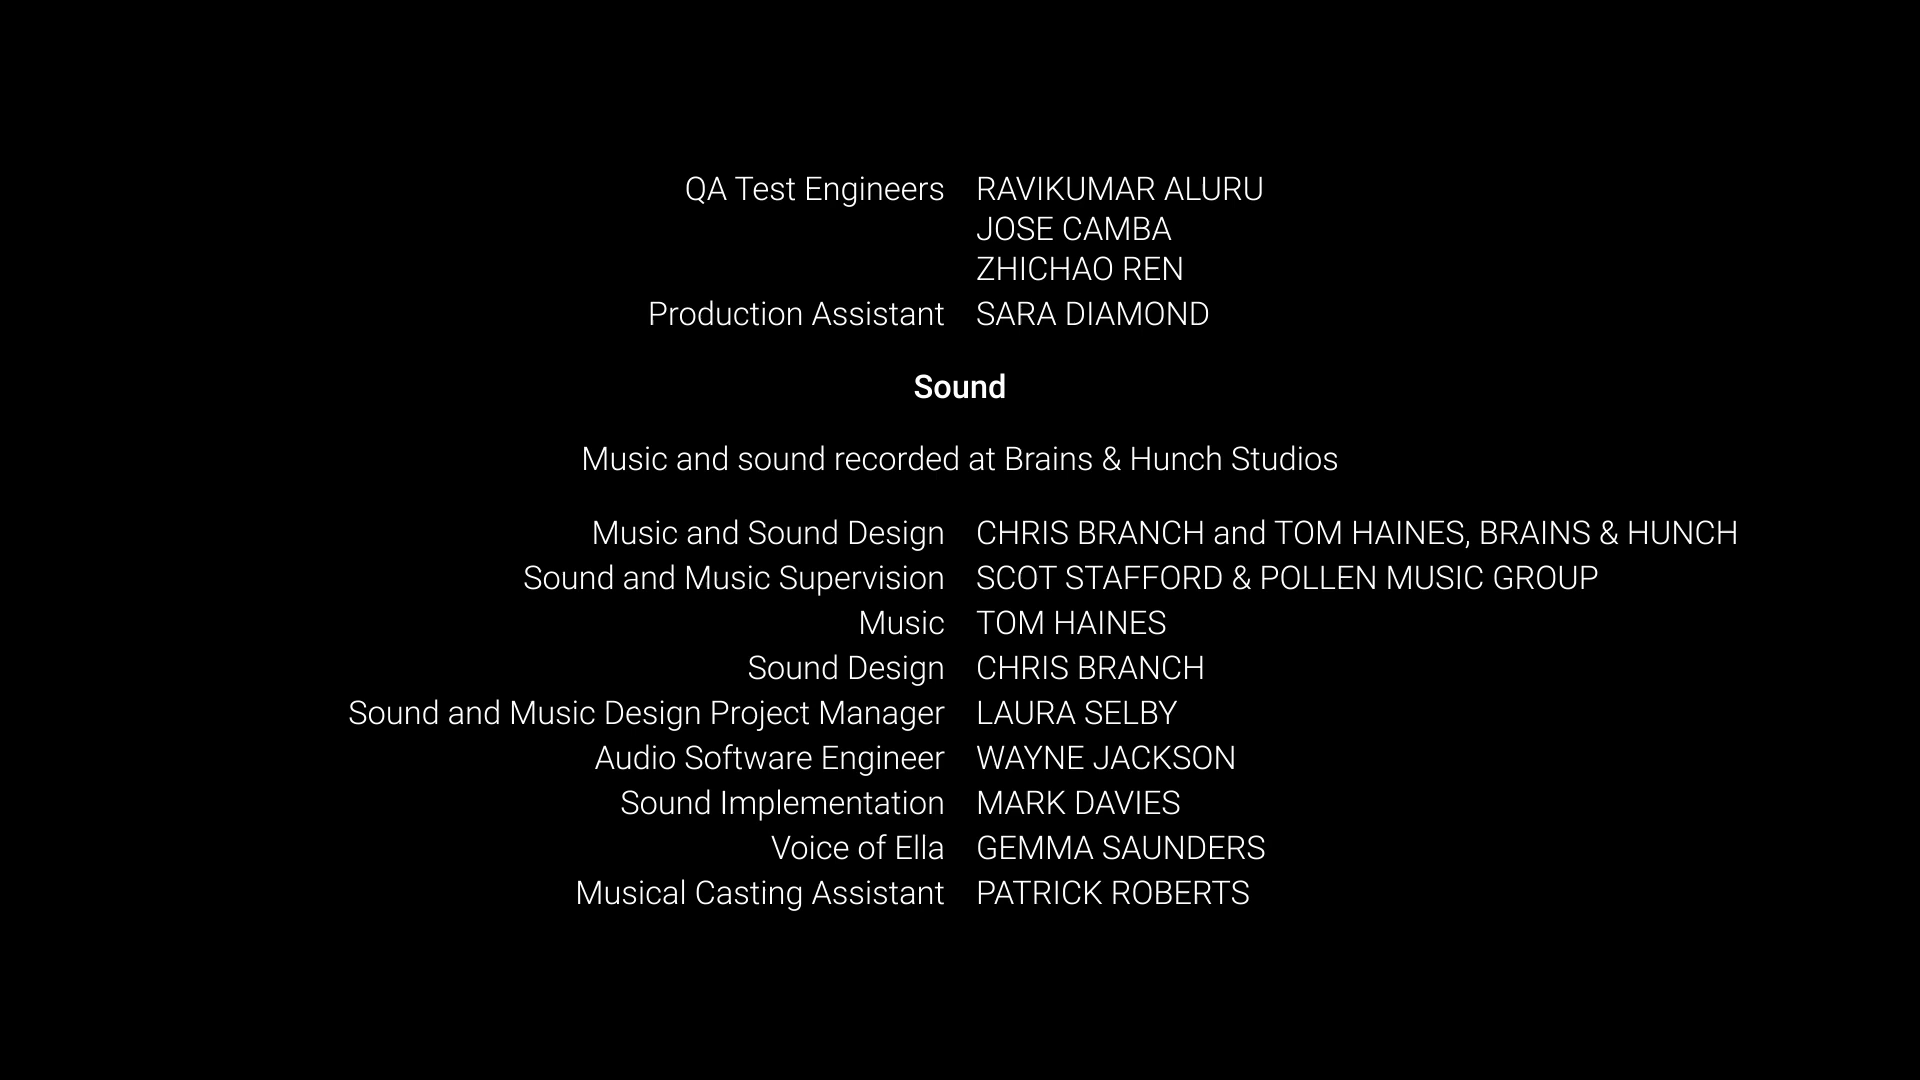 QA Test Engineers RAVIKUMAR ALURU
JOSE CAMBA
ZHICHAO REN
Production Assistant SARA DIAMOND
Sound
Music and sound recorded at Brains & Hunch Studios
Music and Sound Design CHRIS BRANCH and TOM HAINES, BRAINS & HUNCH
Sound and Music Supervision SCOT STAFFORD & POLLEN MUSIC GROUP
Music TOM HAINES
Sound Design CHRIS BRANCH
Sound and Music Design Project Manager LAURA SELBY
Audio Software Engineer WAYNE JACKSON
Sound Implementation MARK DAVIES
Voice of Ella GEMMA SAUNDERS
Musical Casting Assistant PATRICK ROBERTS